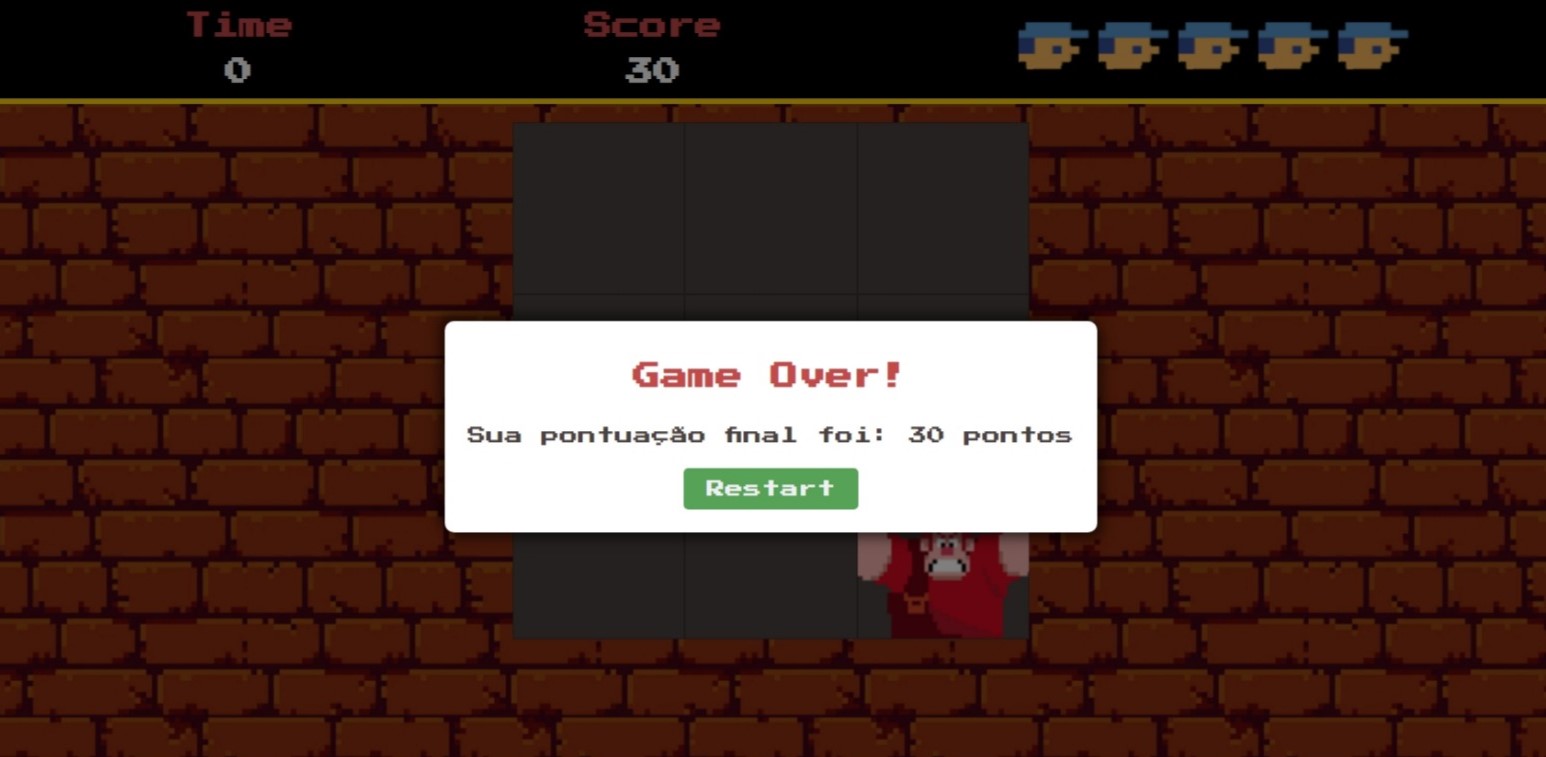 Time
0
Score
30
Game Over!
Sua pontuação final foi: 30 pontos
Restart